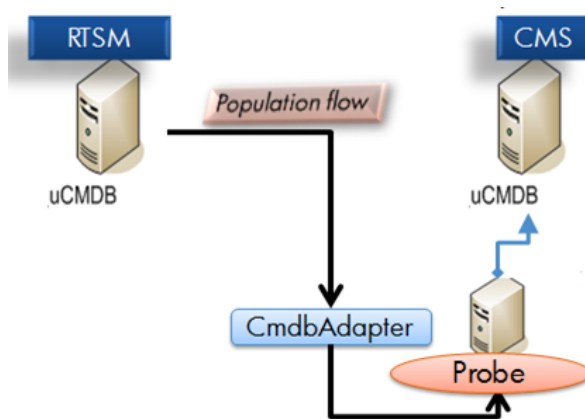 RTSM
CMS
Population flow
uCMDB
uCMDB
CmdbAdapter
Probe